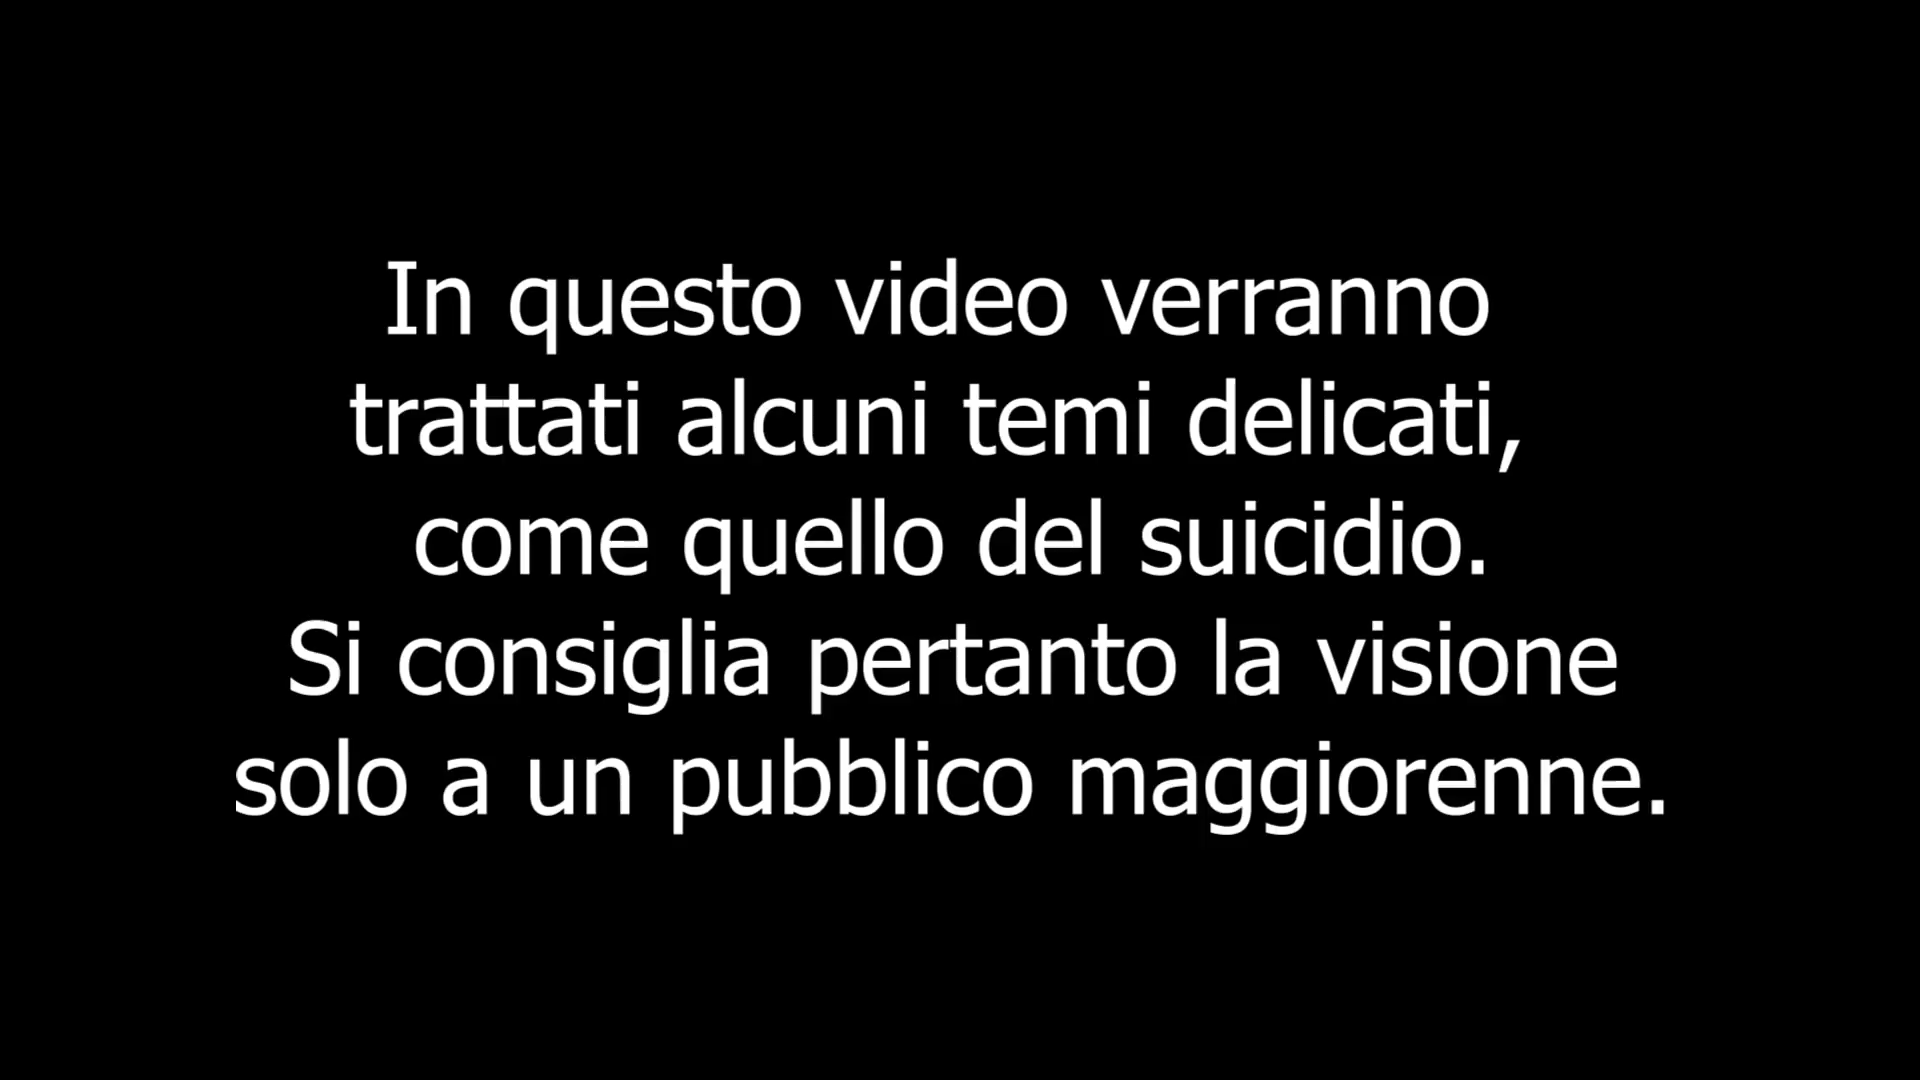 In questo video verranno
trattati alcuni temi delicati,
come quello del suicidio.
Si consiglia pertanto la visione
solo a un pubblico maggiorenne.